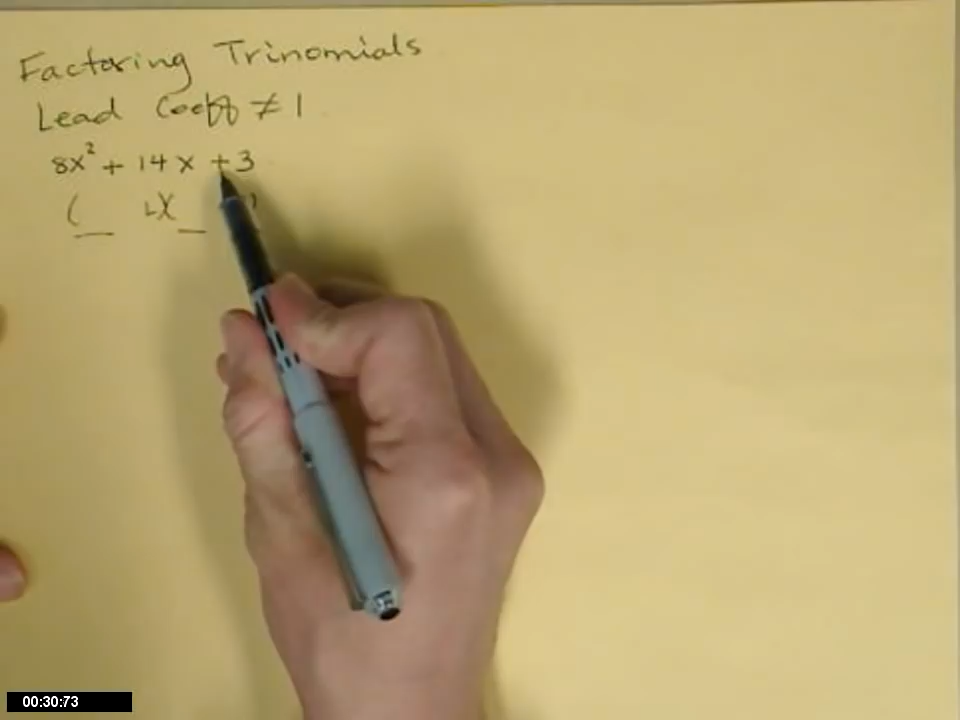 Factoring Trinomials
Lead Coeff ≠ 1
8x² + 14x + 3
( _ )( _ )
00:30:73